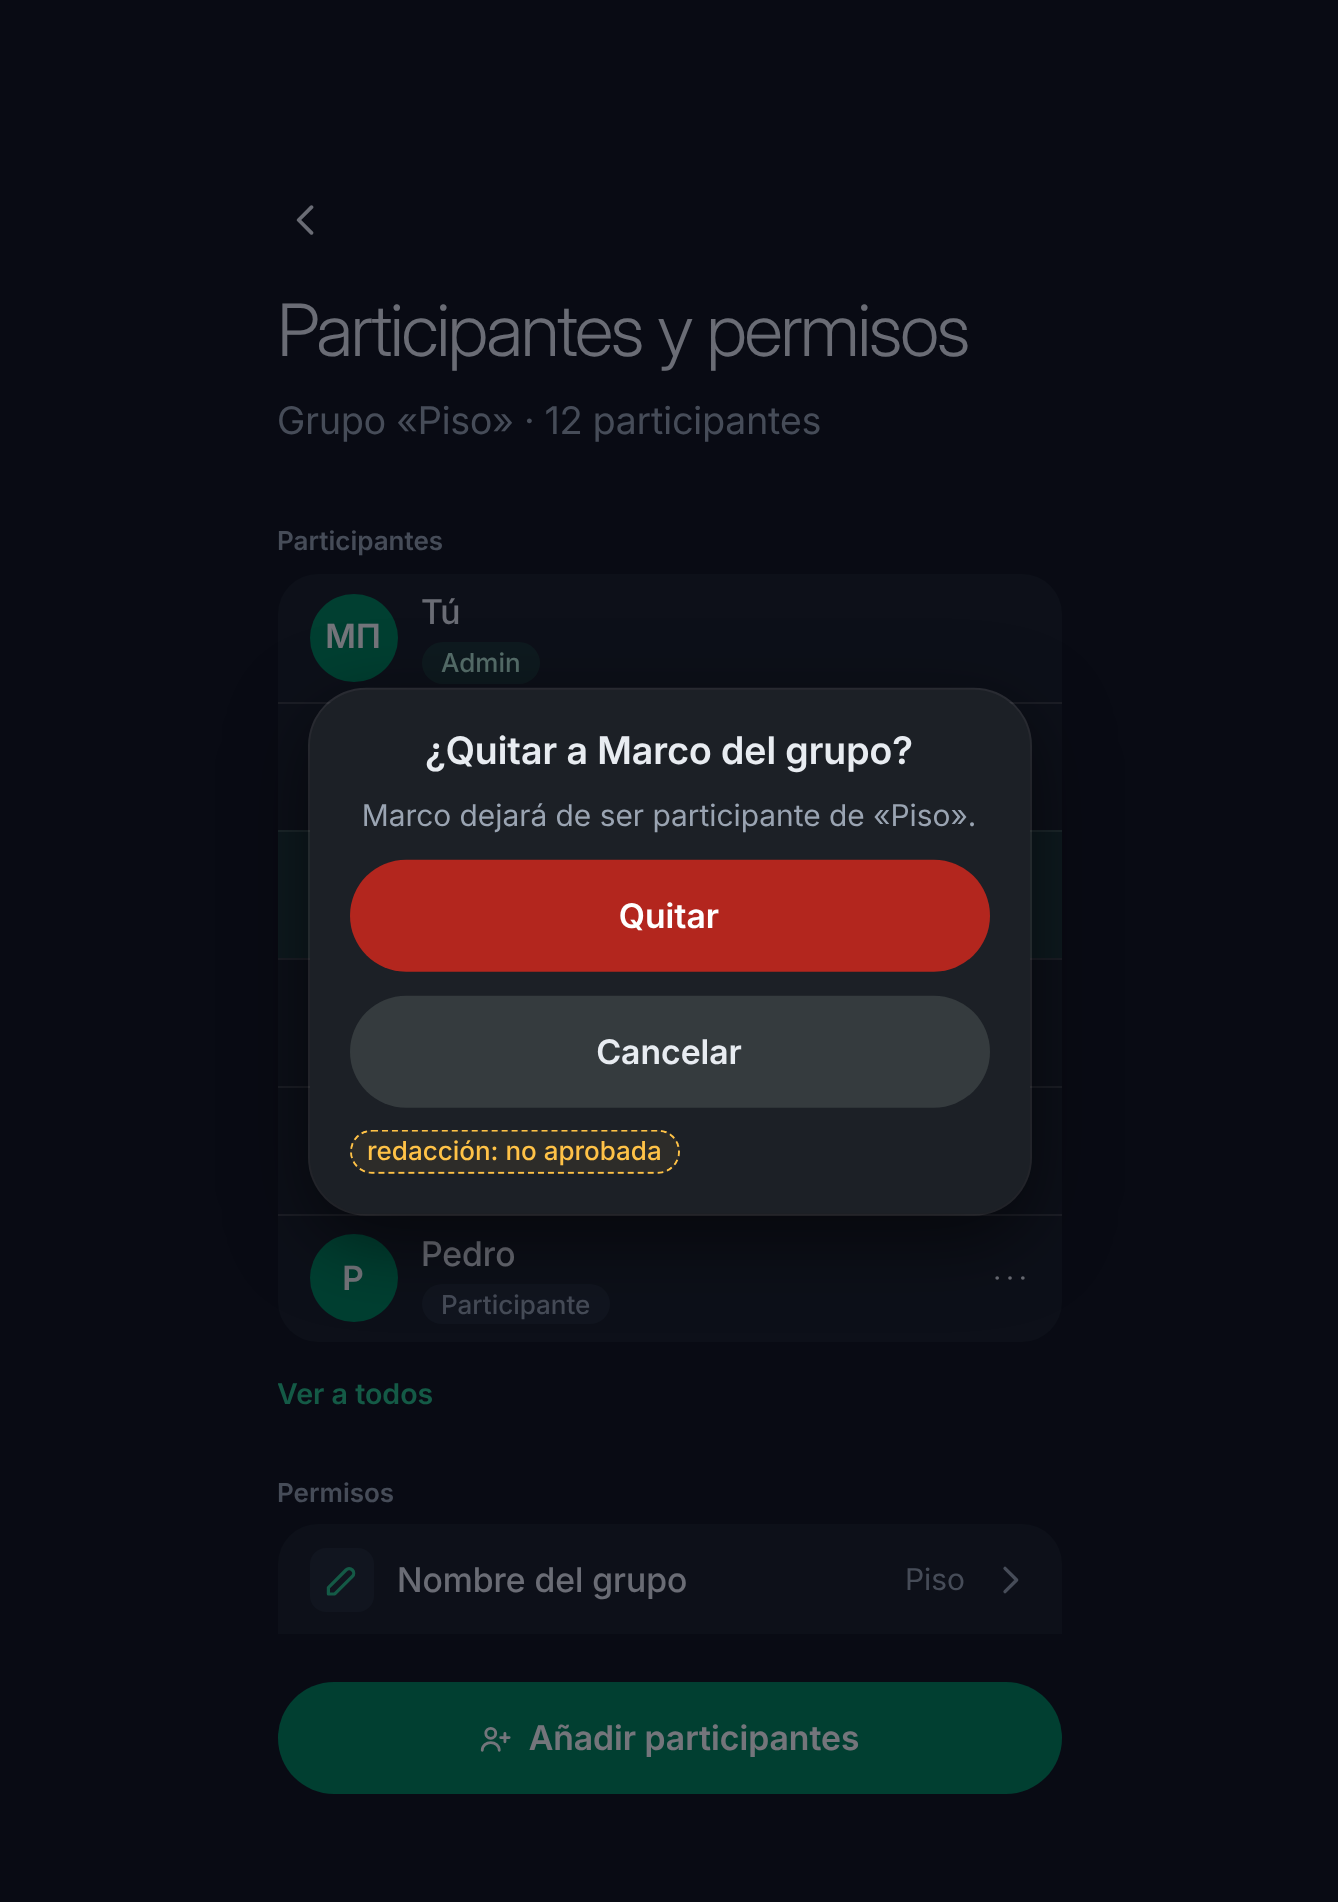 Participantes y permisos
Grupo «Piso» · 12 participantes
Participantes
МП
Tú
Admin
¿Quitar a Marco del grupo?
Marco dejará de ser participante de «Piso».
Quitar
Cancelar
redacción: no aprobada
P
Pedro
...
Participante
Ver a todos
Permisos
Nombre del grupo Piso
Añadir participantes